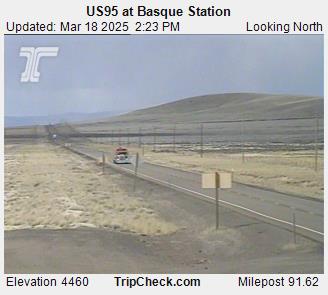 US95 at Basque Station
Updated: Mar 18 2025 2:23 PM Looking North
Elevation 4460 TripCheck.com Milepost 91.62